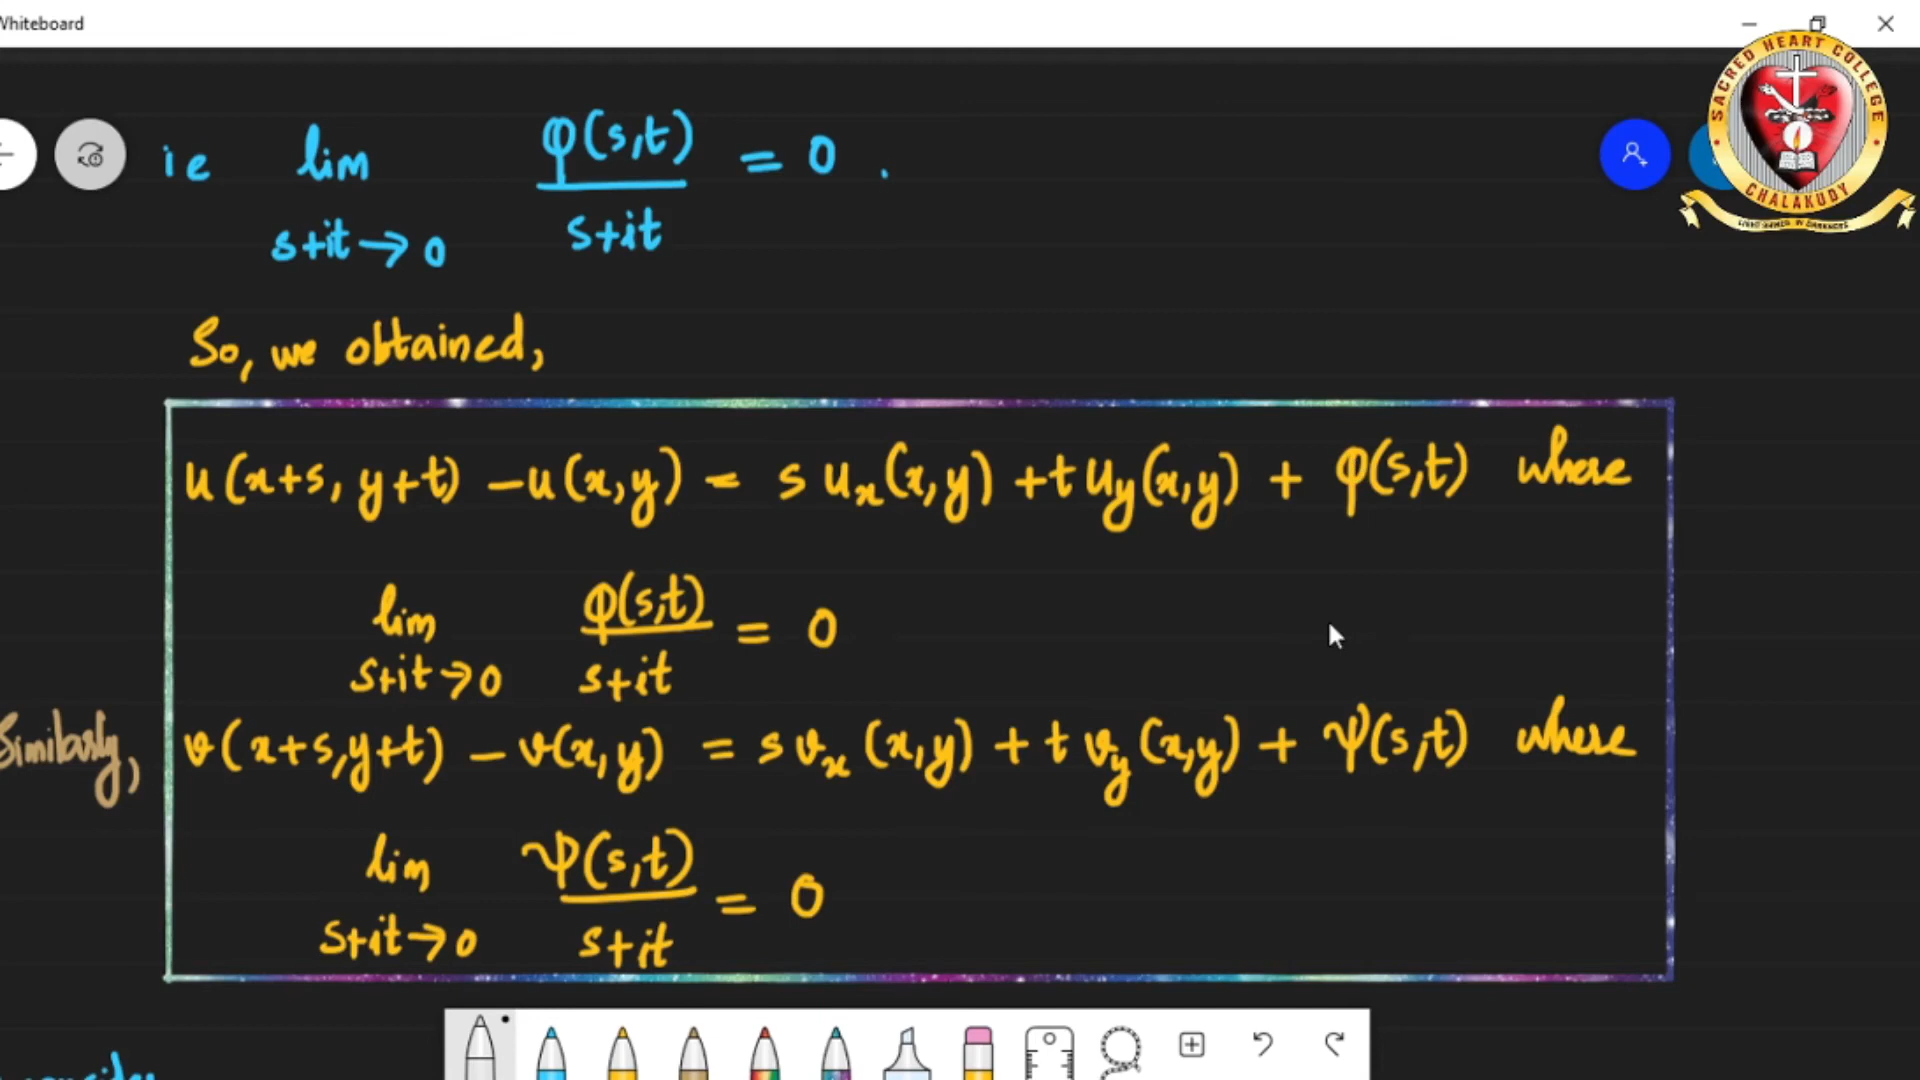 Whiteboard
SACRED HEART COLLEGE
CHALAKUDY
ie lim φ(s,t) = 0 .
s+it → 0 s+it
So, we obtained,
u(x+s, y+t) - u(x,y) = s uₓ(x,y) + t u_y(x,y) + φ(s,t) where
lim φ(s,t) = 0
s+it → 0 s+it
Similarly, v(x+s,y+t) - v(x,y) = s vₓ(x,y) + t v_y(x,y) + ψ(s,t) where
lim ψ(s,t) = 0
s+it → 0 s+it